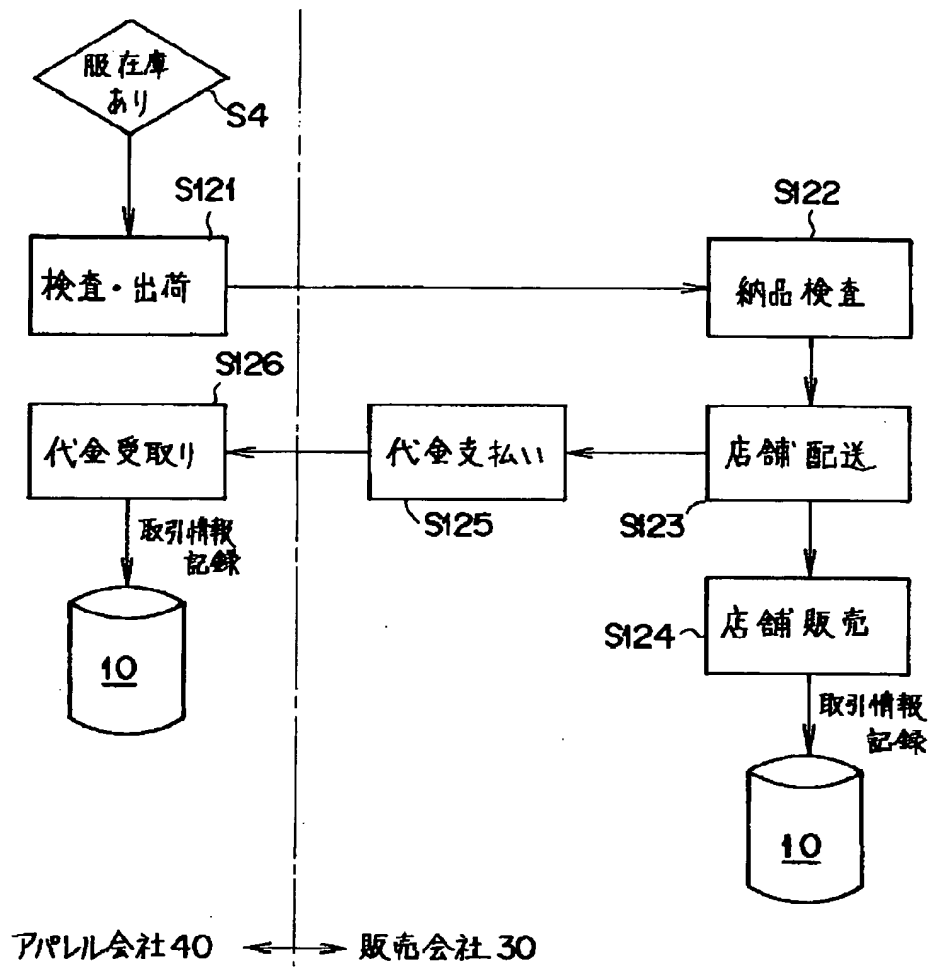 服在庫
あり
S4
S121
検査・出荷
S122
納品検査
S126
代金受取り
代金支払い
S125
店舗配送
S123
取引情報
記録
10
店舗販売
S124
取引情報
記録
10
アパレル会社40
販売会社30